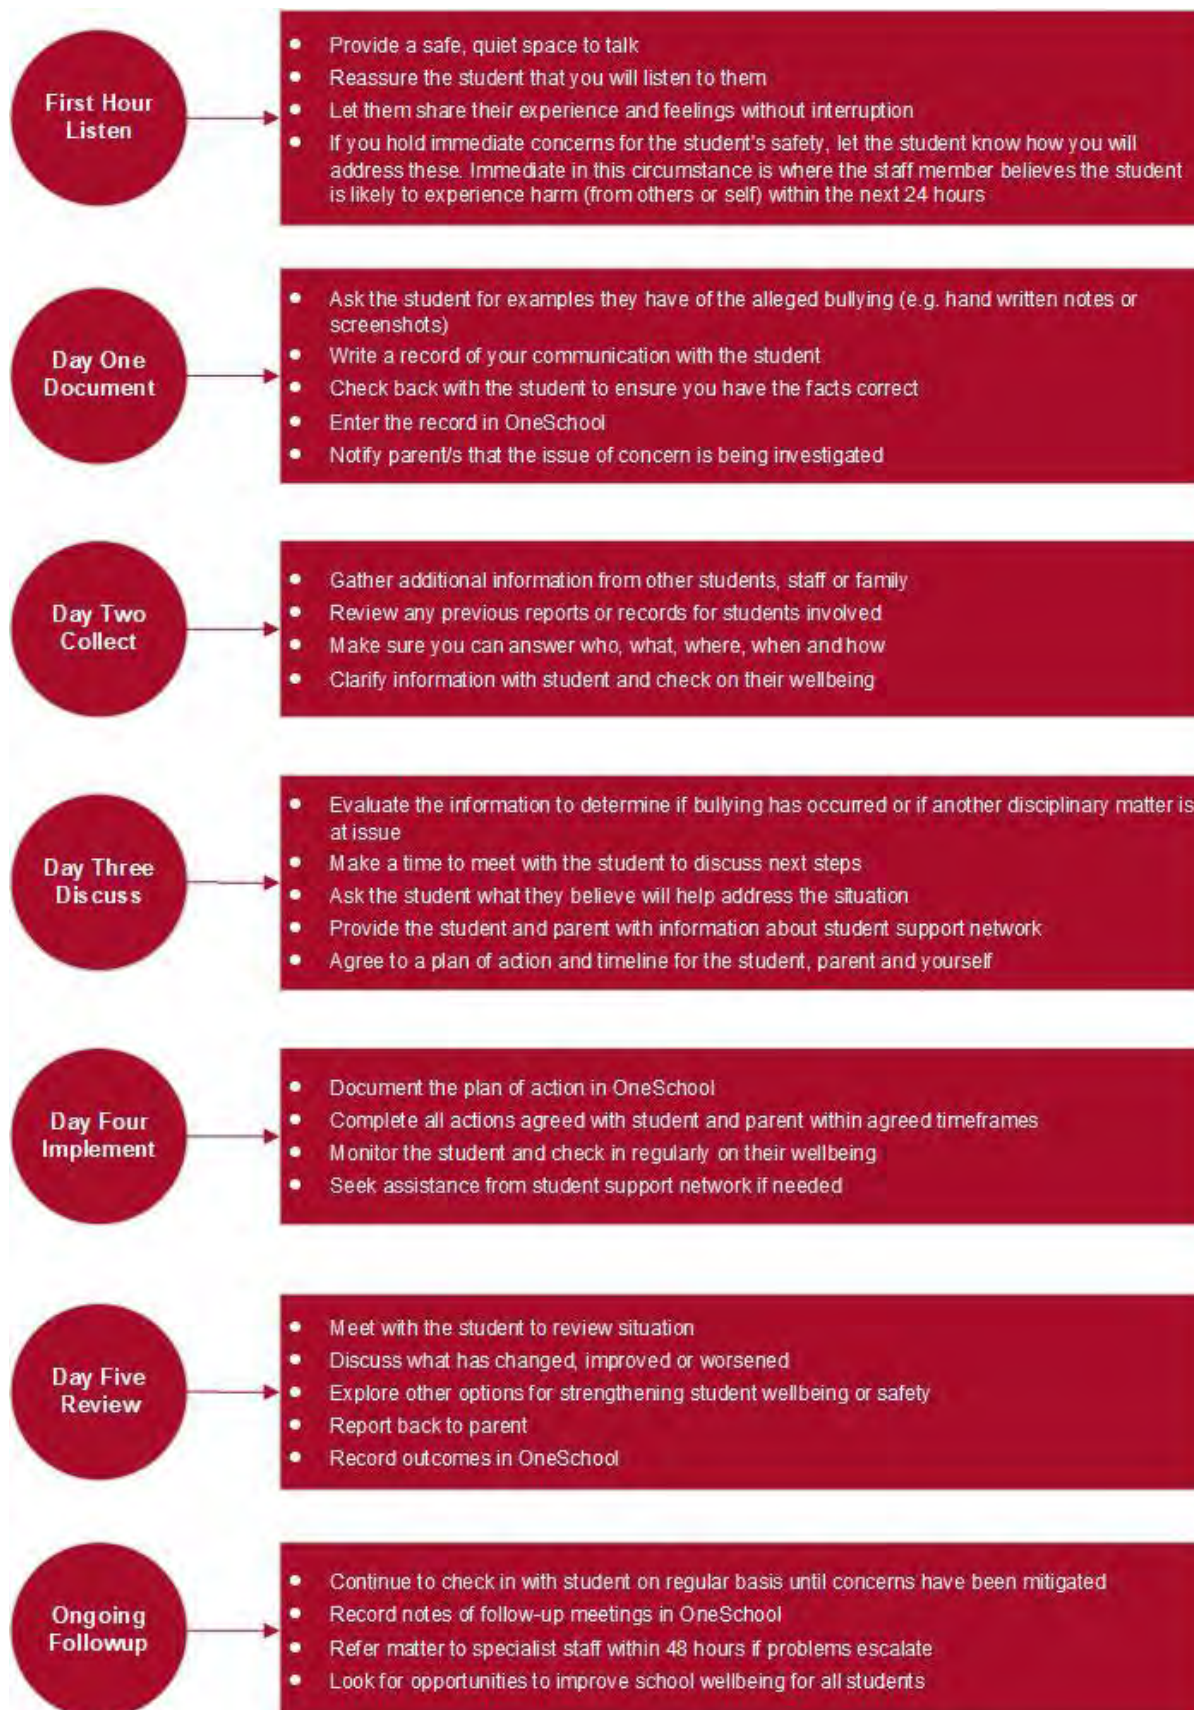 First Hour
Listen
• Provide a safe, quiet space to talk
• Reassure the student that you will listen to them
• Let them share their experience and feelings without interruption
• If you hold immediate concerns for the student's safety, let the student know how you will
address these. Immediate in this circumstance is where the staff member believes the student
is likely to experience harm (from others or self) within the next 24 hours
Day One
Document
• Ask the student for examples they have of the alleged bullying (e.g. hand written notes or
screenshots)
• Write a record of your communication with the student
• Check back with the student to ensure you have the facts correct
• Enter the record in OneSchool
• Notify parent/s that the issue of concern is being investigated
Day Two
Collect
• Gather additional information from other students, staff or family
• Review any previous reports or records for students involved
• Make sure you can answer who, what, where, when and how
• Clarify information with student and check on their wellbeing
Day Three
Discuss
• Evaluate the information to determine if bullying has occurred or if another disciplinary matter is
at issue
• Make a time to meet with the student to discuss next steps
• Ask the student what they believe will help address the situation
• Provide the student and parent with information about student support network
• Agree to a plan of action and timeline for the student, parent and yourself
Day Four
Implement
• Document the plan of action in OneSchool
• Complete all actions agreed with student and parent within agreed timeframes
• Monitor the student and check in regularly on their wellbeing
• Seek assistance from student support network if needed
Day Five
Review
• Meet with the student to review situation
• Discuss what has changed, improved or worsened
• Explore other options for strengthening student wellbeing or safety
• Report back to parent
• Record outcomes in OneSchool
Ongoing
Followup
• Continue to check in with student on regular basis until concerns have been mitigated
• Record notes of follow-up meetings in OneSchool
• Refer matter to specialist staff within 48 hours if problems escalate
• Look for opportunities to improve school wellbeing for all students